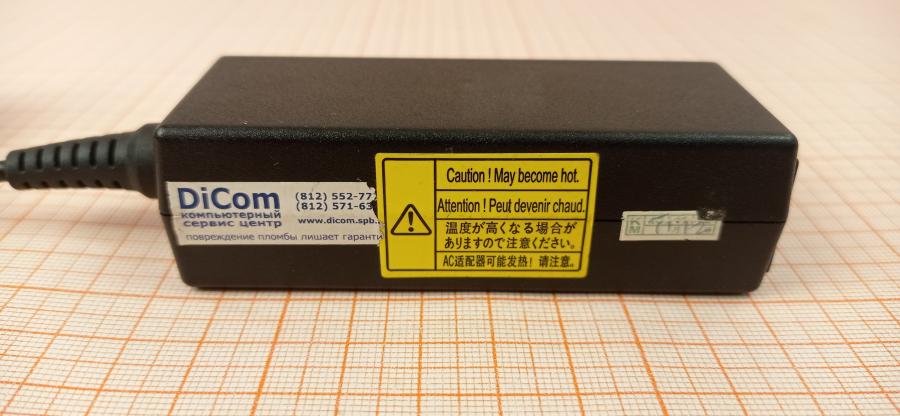 DiCom
компьютерный
сервис центр
(812) 552-77
(812) 571-63
www.dicom.spb.
повреждение пломбы лишает гаранти
Caution ! May become hot.
Attention ! Peut devenir chaud.
温度が高くなる場合が
ありますので注意ください。
AC适配器可能发热！请注意。
K
M